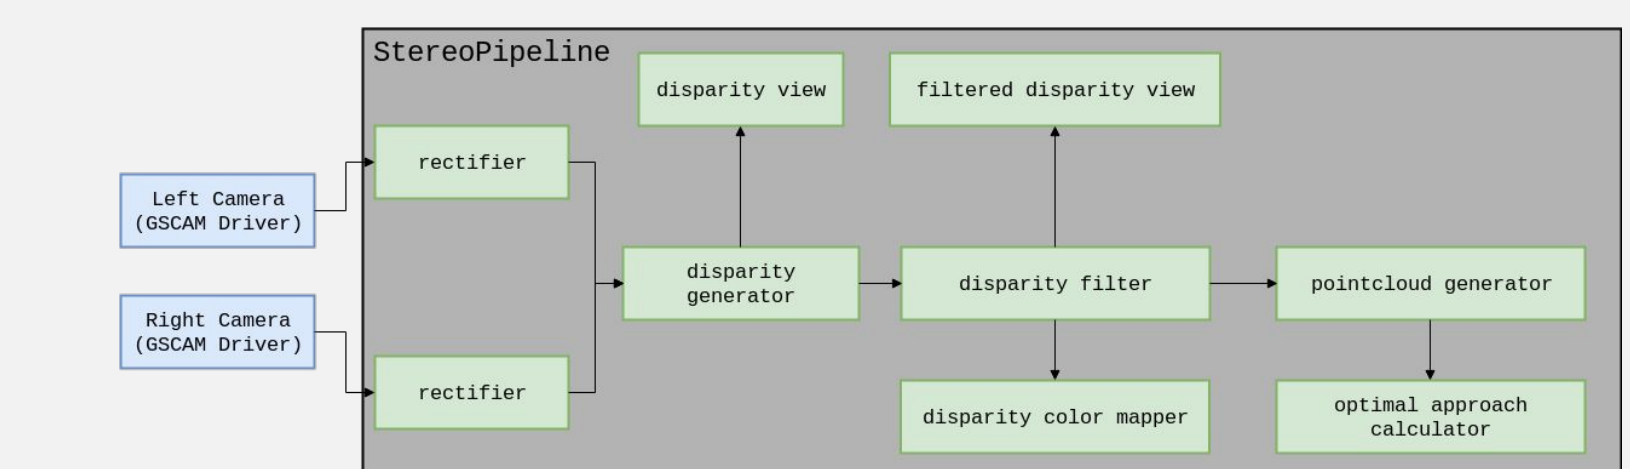 StereoPipeline
disparity view
filtered disparity view
rectifier
Left Camera
(GSCAM Driver)
disparity
generator
disparity filter
pointcloud generator
Right Camera
(GSCAM Driver)
rectifier
disparity color mapper
optimal approach
calculator